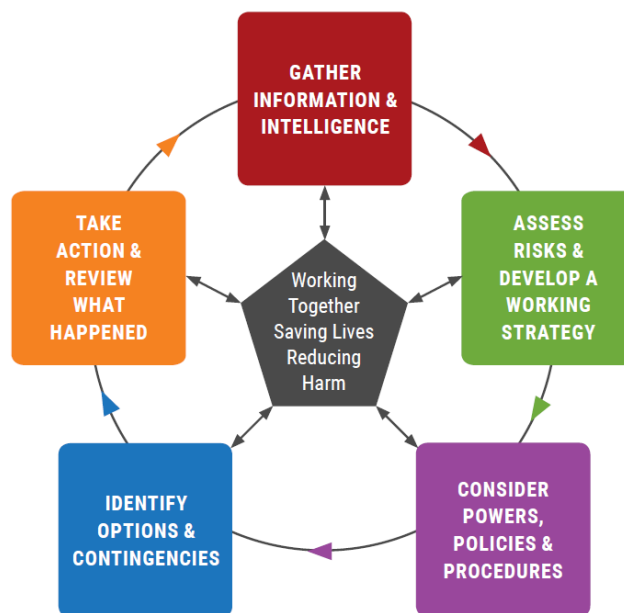 GATHER
INFORMATION &
INTELLIGENCE
ASSESS
RISKS &
DEVELOP A
WORKING
STRATEGY
CONSIDER
POWERS,
POLICIES &
PROCEDURES
IDENTIFY
OPTIONS &
CONTINGENCIES
TAKE
ACTION &
REVIEW
WHAT
HAPPENED
Working
Together
Saving Lives
Reducing
Harm